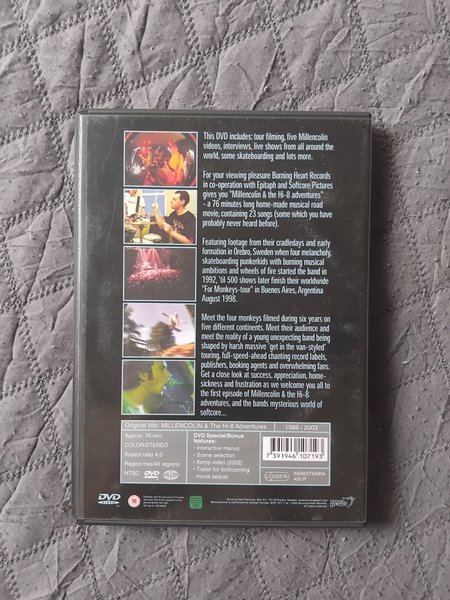 This DVD includes: tour filming, five Millencolin
videos, interviews, live shows from all around the
world, some skateboarding and lots more.
For your viewing pleasure Burning Heart Records
in co-operation with Epitaph and Softcore.Pictures
gives you "Millencolin & the Hi-8 adventures"
- a 76 minutes long home-made musical road
movie, containing 23 songs (some which you have
probably never heard before).
Featuring footage from their cradledays and early
formation in Örebro, Sweden when four melancholy,
skateboarding punkerkids with burning musical
ambitions and wheels of fire started the band in
1992, 'til 500 shows later finish their worldwide
"For Monkeys-tour" in Buenos Aires, Argentina
August 1998.
Meet the four monkeys filmed during six years on
five different continents. Meet their audience and
meet the reality of a young unexpecting band being
shaped by harsh massive 'get in the van-styled'
touring, full-speed-ahead chanting record labels,
publishers, booking agents and overwhelming fans.
Get a close look at success, appreciation, home-
sickness and frustration as we welcome you all to
the first episode of Millencolin & the Hi-8
adventures, and the bands mysterious world of
softcore...
Original title: MILLENCOLIN & The Hi-8 Adventures 1998 / 2003
Approx. 76 min.
COLOR/STEREO
Aspect ratio 4:3
Region free/All regions
NTSC DVD
DVD Special/Bonus
features:
- Interactive menus
- Scene selection
- Kemp video (2002)
- Trailer for forthcoming
movie sequel
7 391946 107193
LC 02576
450 P
DVD
VIDEO
15